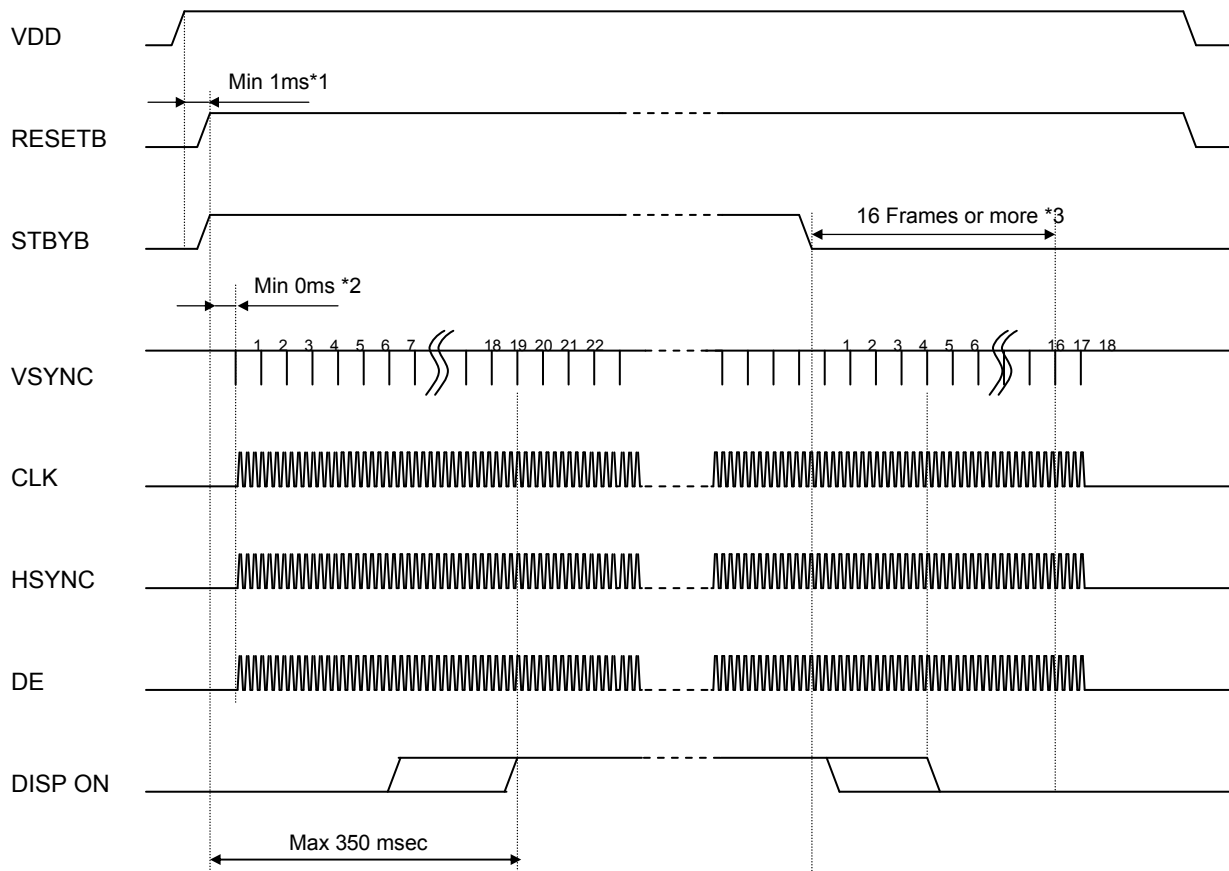 VDD
Min 1ms*1
RESETB
STBYB
16 Frames or more *3
Min 0ms *2
VSYNC
1 2 3 4 5 6 7 18 19 20 21 22 1 2 3 4 5 6 16 17 18
CLK
HSYNC
DE
DISP ON
Max 350 msec